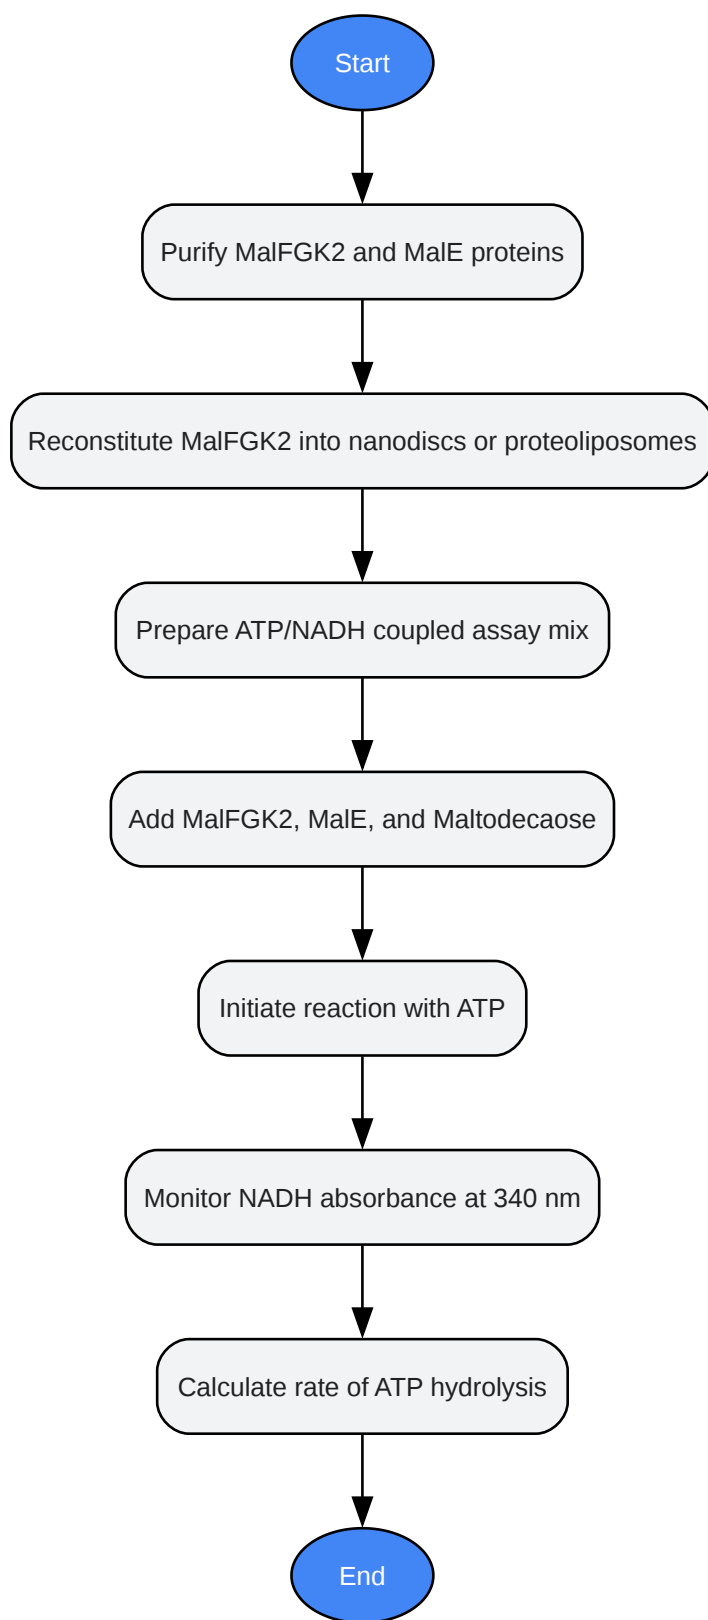 Start
Purify MalFGK2 and MalE proteins
Reconstitute MalFGK2 into nanodiscs or proteoliposomes
Prepare ATP/NADH coupled assay mix
Add MalFGK2, MalE, and Maltodecaose
Initiate reaction with ATP
Monitor NADH absorbance at 340 nm
Calculate rate of ATP hydrolysis
End